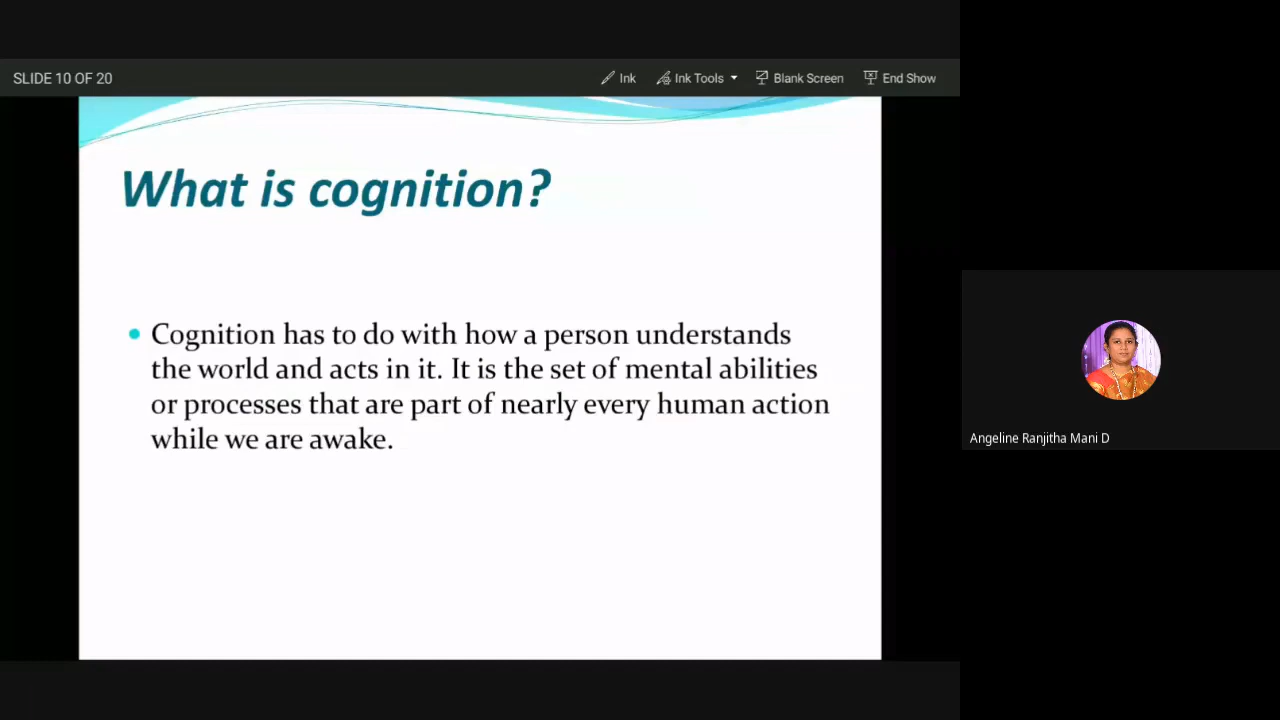 SLIDE 10 OF 20
Ink
Ink Tools
Blank Screen
End Show
What is cognition?
• Cognition has to do with how a person understands
the world and acts in it. It is the set of mental abilities
or processes that are part of nearly every human action
while we are awake.
Angeline Ranjitha Mani D